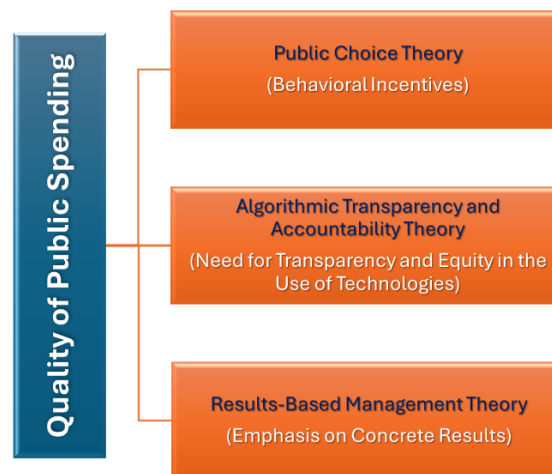 Quality of Public Spending
Public Choice Theory
(Behavioral Incentives)
Algorithmic Transparency and
Accountability Theory
(Need for Transparency and Equity in the
Use of Technologies)
Results-Based Management Theory
(Emphasis on Concrete Results)